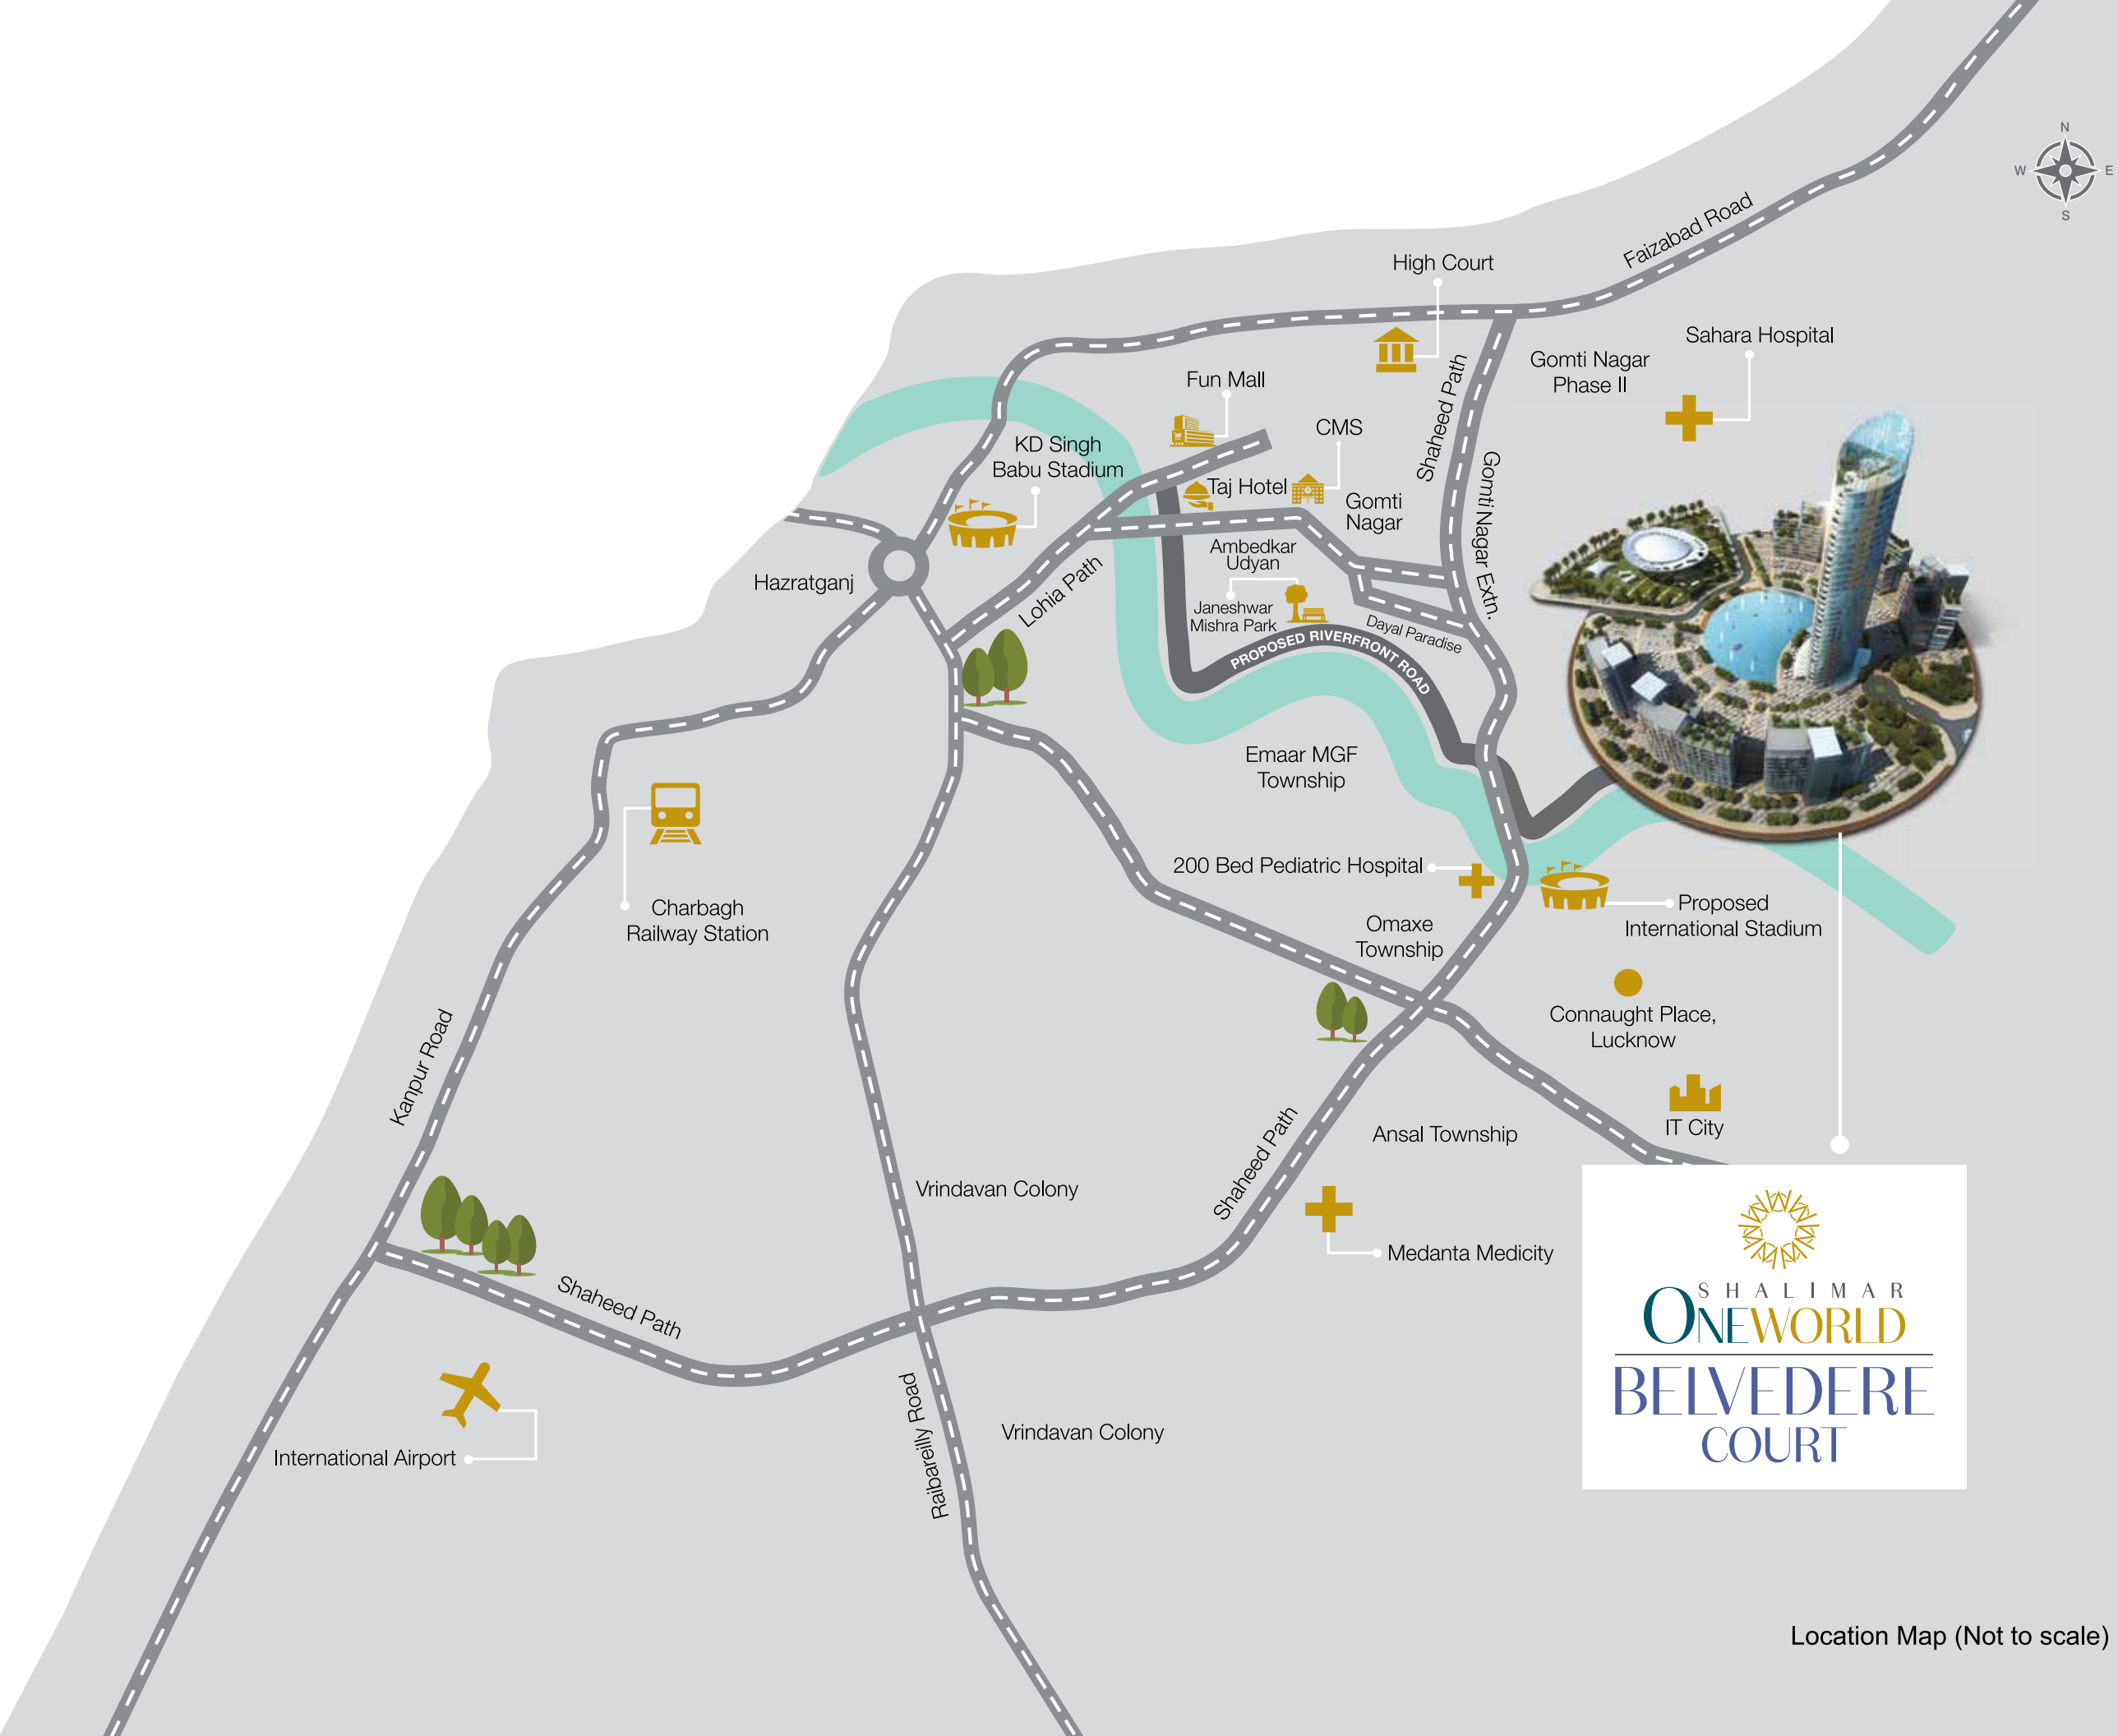 N
W
E
S
Faizabad Road
High Court
Sahara Hospital
Gomti Nagar
Phase II
Shaheed Path
Fun Mall
CMS
KD Singh
Babu Stadium
Taj Hotel
Gomti
Nagar
Gomti Nagar Extn.
Ambedkar
Udyan
Hazratganj
Lohia Path
Janeshwar
Mishra Park
Dayal Paradise
PROPOSED RIVERFRONT ROAD
Emaar MGF
Township
200 Bed Pediatric Hospital
Charbagh
Railway Station
Proposed
International Stadium
Omaxe
Township
Connaught Place,
Lucknow
Kanpur Road
IT City
Ansal Township
Shaheed Path
Vrindavan Colony
Medanta Medicity
Shaheed Path
SHALIMAR
ONEWORLD
BELVEDERE
COURT
Raibareilly Road
Vrindavan Colony
International Airport
Location Map (Not to scale)